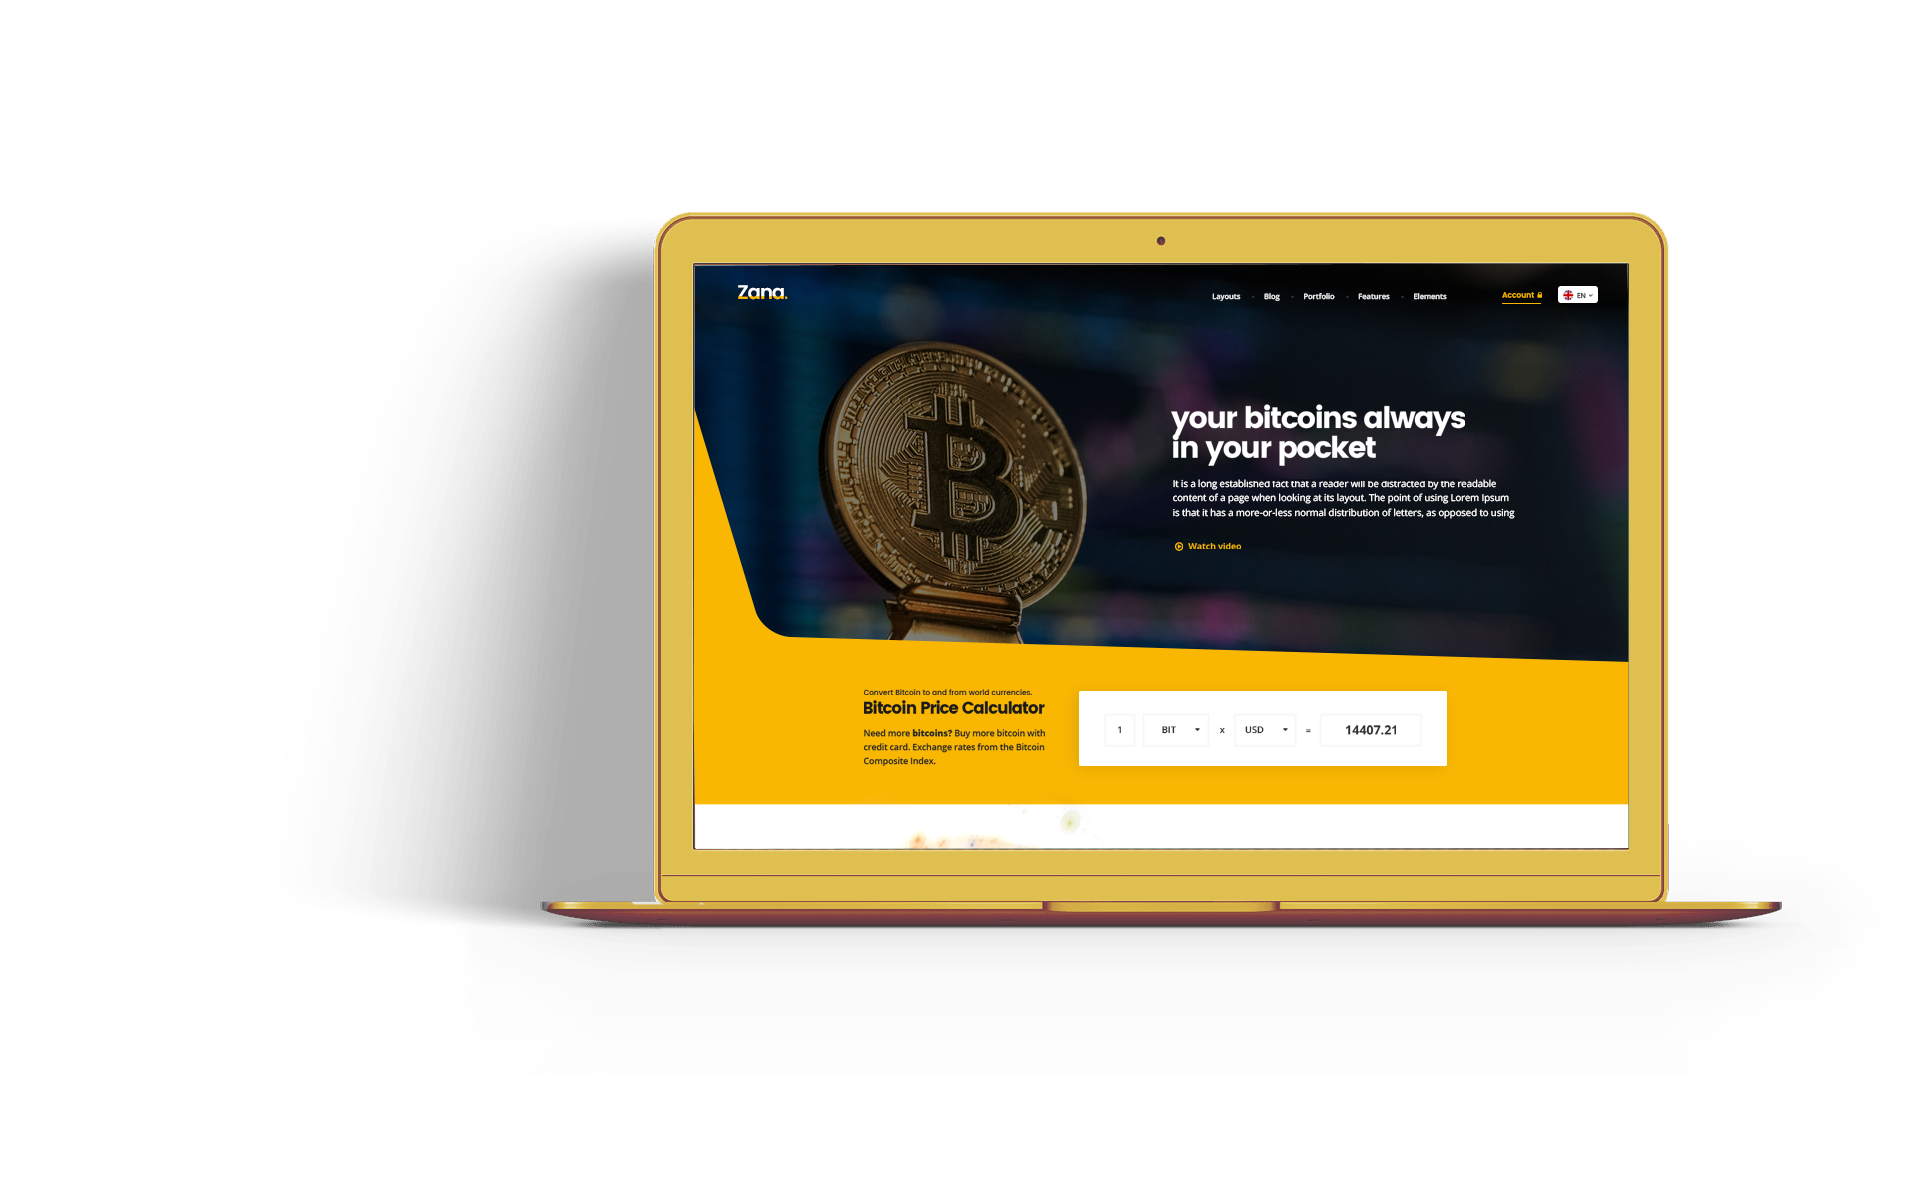 Zana.
Layouts - Blog - Portfolio - Features - Elements
Account
EN
your bitcoins always
in your pocket
It is a long established fact that a reader will be distracted by the readable
content of a page when looking at its layout. The point of using Lorem Ipsum
is that it has a more-or-less normal distribution of letters, as opposed to using
Watch video
Convert Bitcoin to and from world currencies.
Bitcoin Price Calculator
Need more bitcoins? Buy more bitcoin with
credit card. Exchange rates from the Bitcoin
Composite Index.
1 BIT x USD = 14407.21